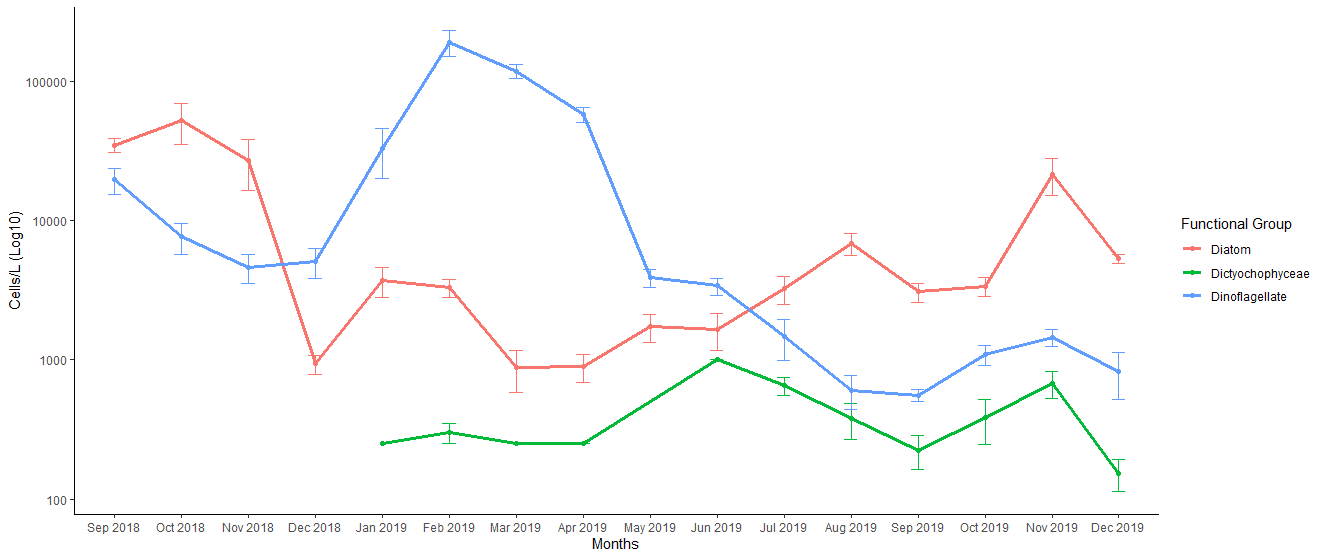 Cells/L (Log10)
100000
10000
1000
100
Sep 2018 Oct 2018 Nov 2018 Dec 2018 Jan 2019 Feb 2019 Mar 2019 Apr 2019 May 2019 Jun 2019 Jul 2019 Aug 2019 Sep 2019 Oct 2019 Nov 2019 Dec 2019
Months
Functional Group
Diatom
Dictyochophyceae
Dinoflagellate